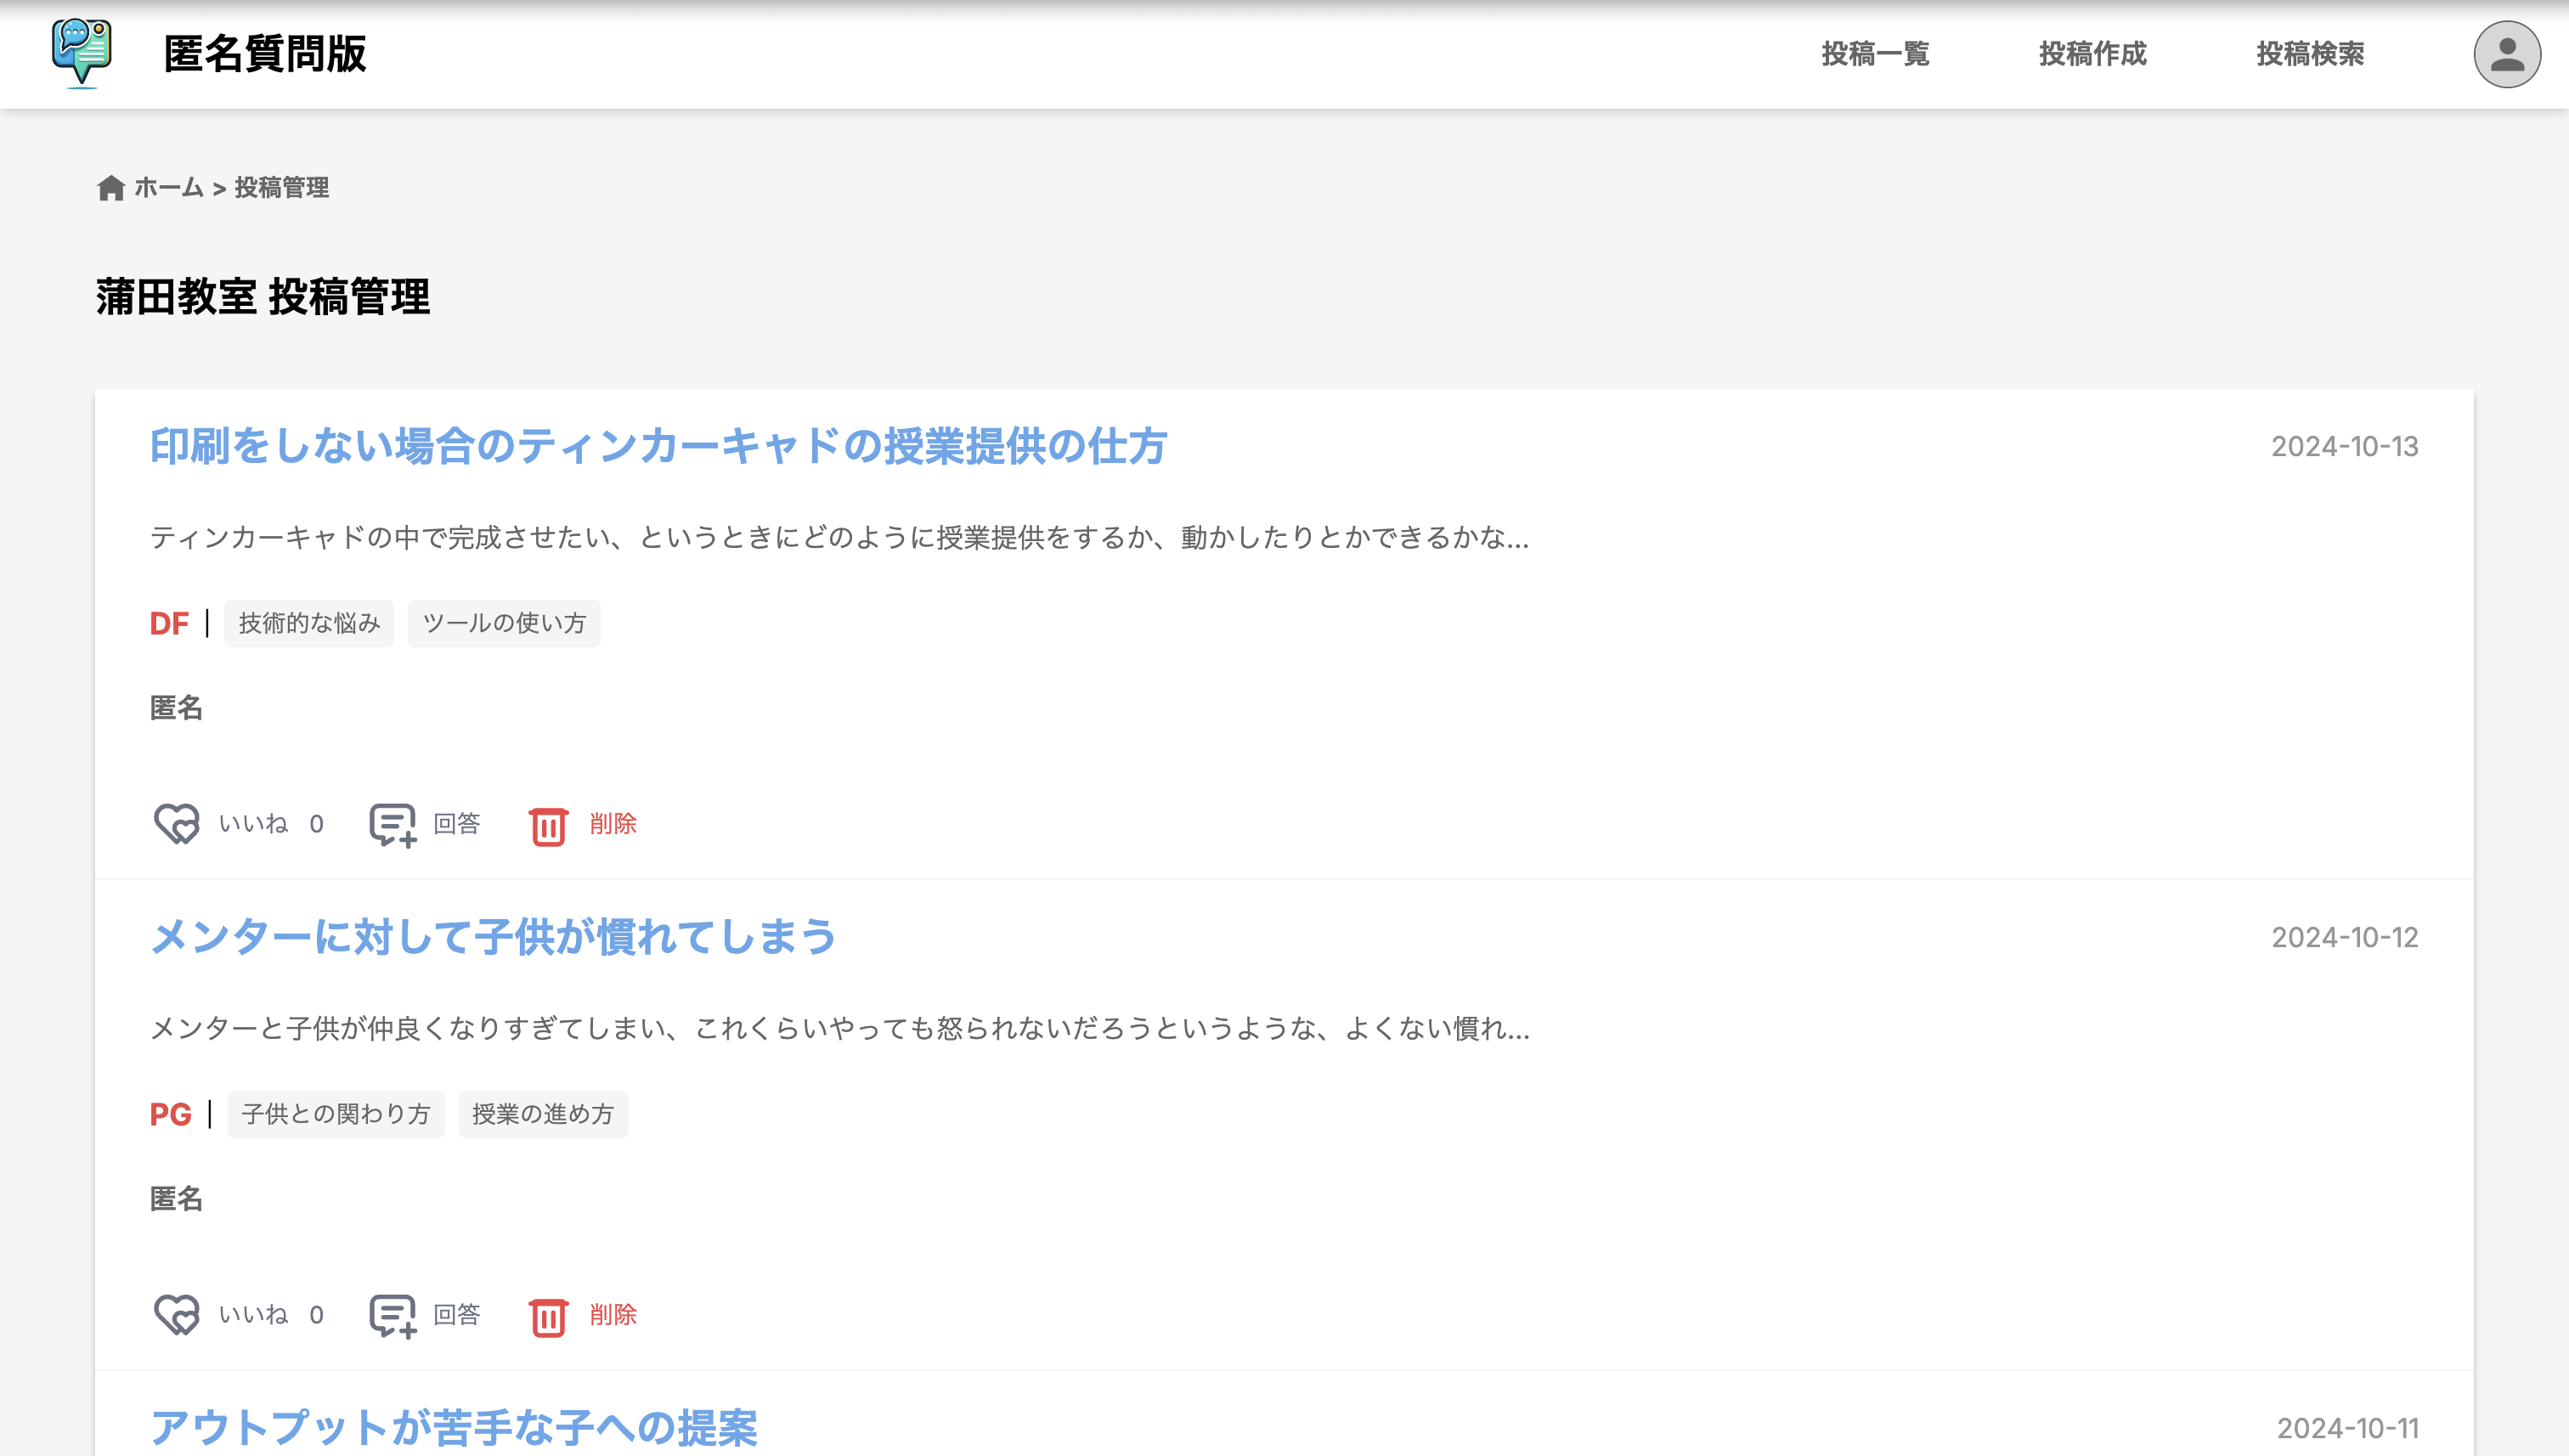 匿名質問版
投稿一覧 投稿作成 投稿検索
ホーム > 投稿管理
蒲田教室 投稿管理
印刷をしない場合のティンカーキャドの授業提供の仕方 2024-10-13
ティンカーキャドの中で完成させたい、というときにどのように授業提供をするか、動かしたりとかできるかな...
DF | 技術的な悩み ツールの使い方
匿名
いいね 0 回答 削除
メンターに対して子供が慣れてしまう 2024-10-12
メンターと子供が仲良くなりすぎてしまい、これくらいやっても怒られないだろうというような、よくない慣れ...
PG | 子供との関わり方 授業の進め方
匿名
いいね 0 回答 削除
アウトプットが苦手な子への提案 2024-10-11